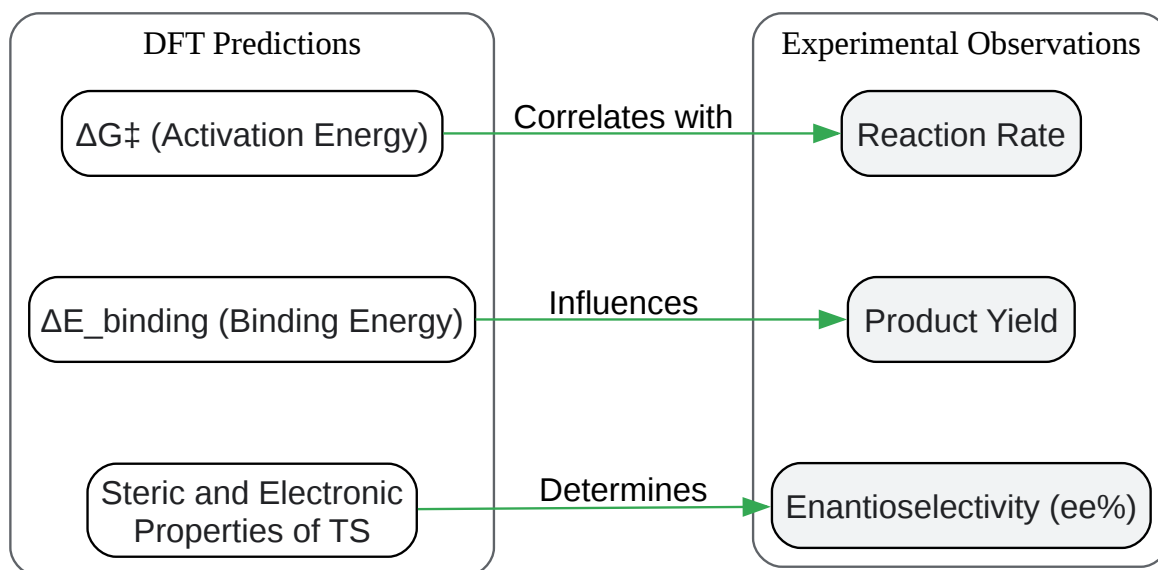 DFT Predictions
Experimental Observations
ΔG‡ (Activation Energy)
Correlates with
Reaction Rate
ΔE_binding (Binding Energy)
Influences
Product Yield
Steric and Electronic
Properties of TS
Determines
Enantioselectivity (ee%)